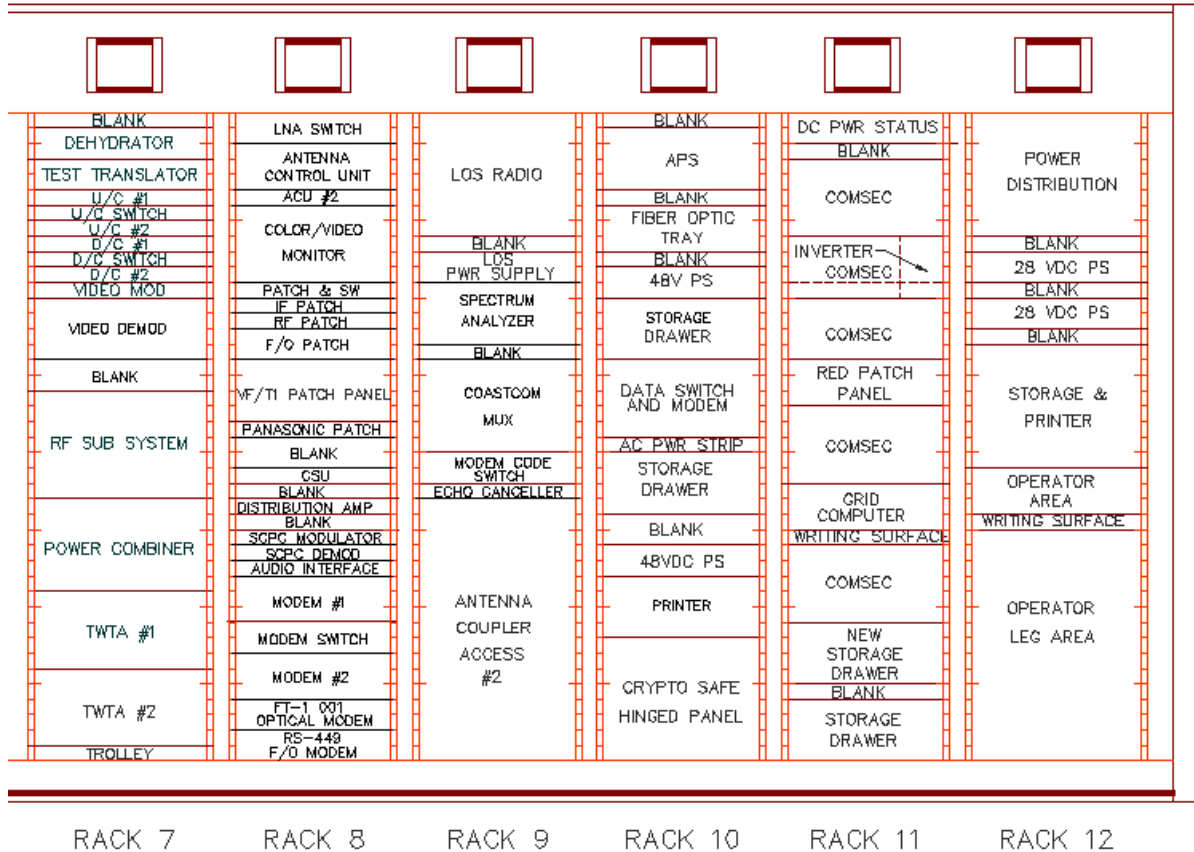 BLANK
DEHYDRATOR
TEST TRANSLATOR
U/C #1
U/C SWITCH
U/C #2
D/C #1
D/C SWITCH
D/C #2
VIDEO MOD
VIDEO DEMOD
BLANK
RF SUB SYSTEM
POWER COMBINER
TWTA #1
TWTA #2
TROLLEY
RACK 7
LNA SWITCH
ANTENNA
CONTROL UNIT
ACU #2
COLOR/VIDEO
MONITOR
PATCH & SW
IF PATCH
RF PATCH
F/O PATCH
VF/T1 PATCH PANEL
PANASONIC PATCH
BLANK
CSU
BLANK
DISTRIBUTION AMP
BLANK
SCPC MODULATOR
SCPC DEMOD
AUDIO INTERFACE
MODEM #1
MODEM SWITCH
MODEM #2
FT-1 001
OPTICAL MODEM
RS-449
F/O MODEM
RACK 8
LOS RADIO
BLANK
LOS
PWR SUPPLY
SPECTRUM
ANALYZER
BLANK
COASTCOM
MUX
MODEM CODE
SWITCH
ECHO CANCELLER
ANTENNA
COUPLER
ACCESS
#2
RACK 9
BLANK
APS
BLANK
FIBER OPTIC
TRAY
BLANK
48V PS
STORAGE
DRAWER
DATA SWITCH
AND MODEM
AC PWR STRIP
STORAGE
DRAWER
BLANK
48VDC PS
PRINTER
CRYPTO SAFE
HINGED PANEL
RACK 10
DC PWR STATUS
BLANK
COMSEC
INVERTER
COMSEC
COMSEC
RED PATCH
PANEL
COMSEC
GRID
COMPUTER
WRITING SURFACE
COMSEC
NEW
STORAGE
DRAWER
BLANK
STORAGE
DRAWER
RACK 11
POWER
DISTRIBUTION
BLANK
28 VDC PS
BLANK
28 VDC PS
BLANK
STORAGE &
PRINTER
OPERATOR
AREA
WRITING SURFACE
OPERATOR
LEG AREA
RACK 12